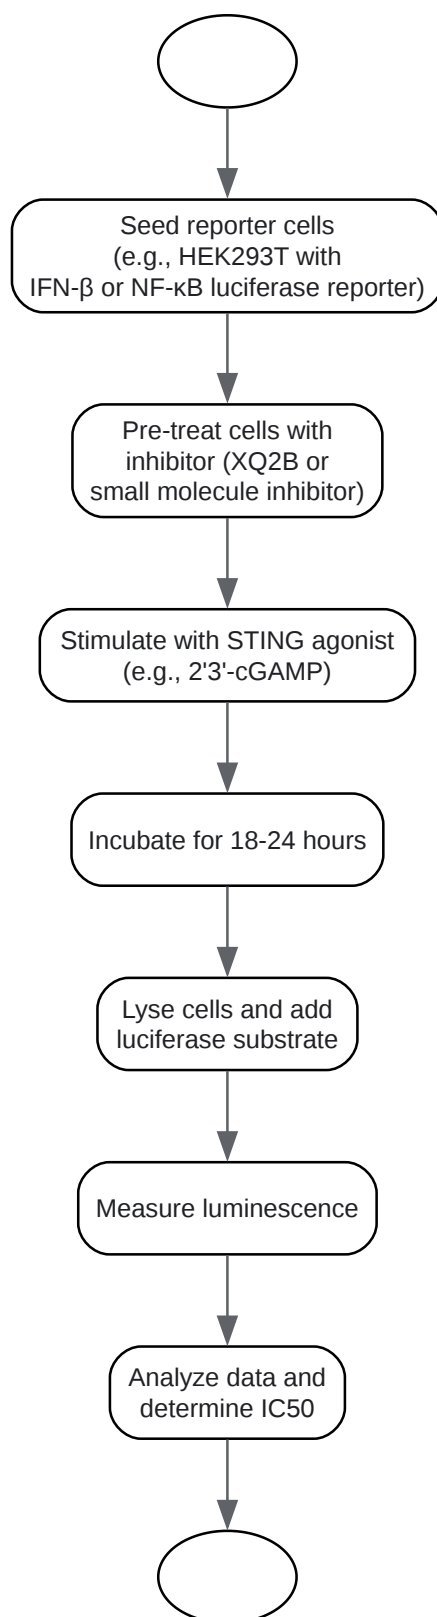 Seed reporter cells
(e.g., HEK293T with
IFN-β or NF-κB luciferase reporter)
Pre-treat cells with
inhibitor (XQ2B or
small molecule inhibitor)
Stimulate with STING agonist
(e.g., 2'3'-cGAMP)
Incubate for 18-24 hours
Lyse cells and add
luciferase substrate
Measure luminescence
Analyze data and
determine IC50